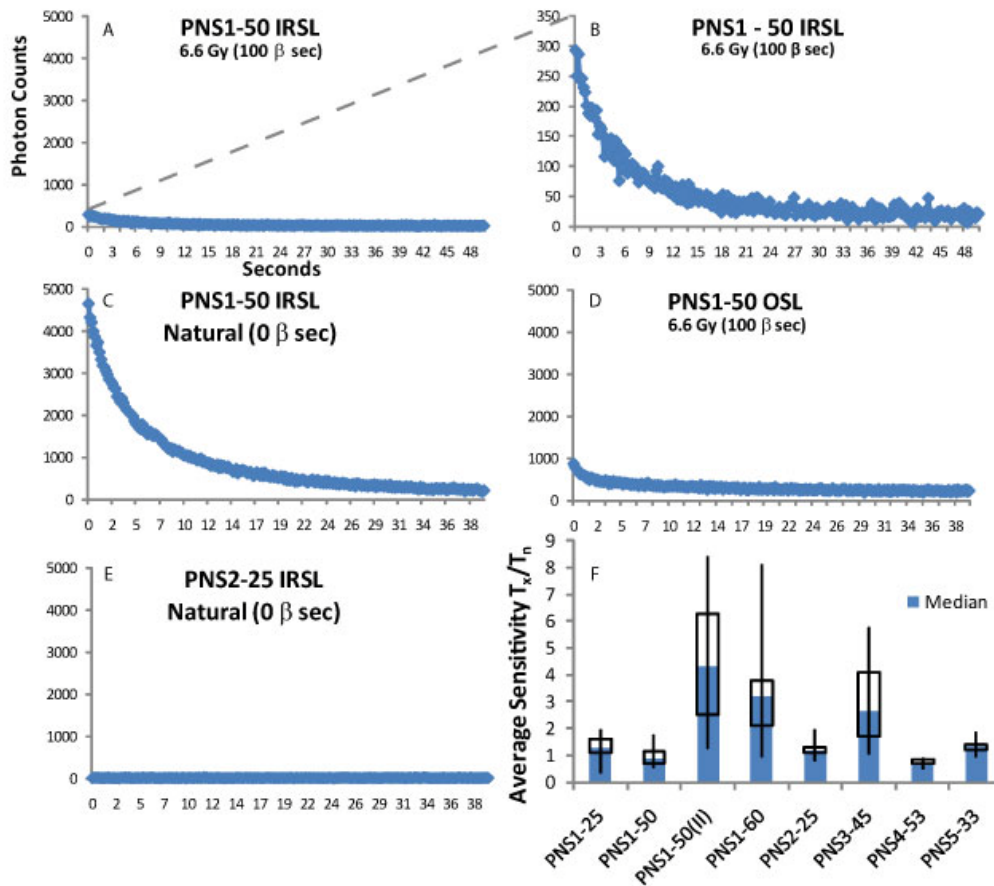 A
PNS1-50 IRSL
6.6 Gy (100 β sec)
Photon Counts
5000
4000
3000
2000
1000
0
0 3 6 9 12 15 18 21 24 27 30 33 36 39 42 45 48
Seconds
B
PNS1 - 50 IRSL
6.6 Gy (100 β sec)
350
300
250
200
150
100
50
0
0 3 6 9 12 15 18 21 24 27 30 33 36 39 42 45 48
C
PNS1-50 IRSL
Natural (0 β sec)
5000
4000
3000
2000
1000
0
0 2 5 7 10 12 14 17 19 22 24 26 29 31 34 36 38
D
PNS1-50 OSL
6.6 Gy (100 β sec)
5000
4000
3000
2000
1000
0
0 2 5 7 10 12 14 17 19 22 24 26 29 31 34 36 38
E
PNS2-25 IRSL
Natural (0 β sec)
5000
4000
3000
2000
1000
0
0 2 5 7 10 12 14 17 19 22 24 26 29 31 34 36 38
F
Average Sensitivity Tx/Tn
9
8
7
6
5
4
3
2
1
0
Median
PNS1-25
PNS1-50
PNS1-50(II)
PNS1-60
PNS2-25
PNS3-45
PNS4-53
PNS5-33